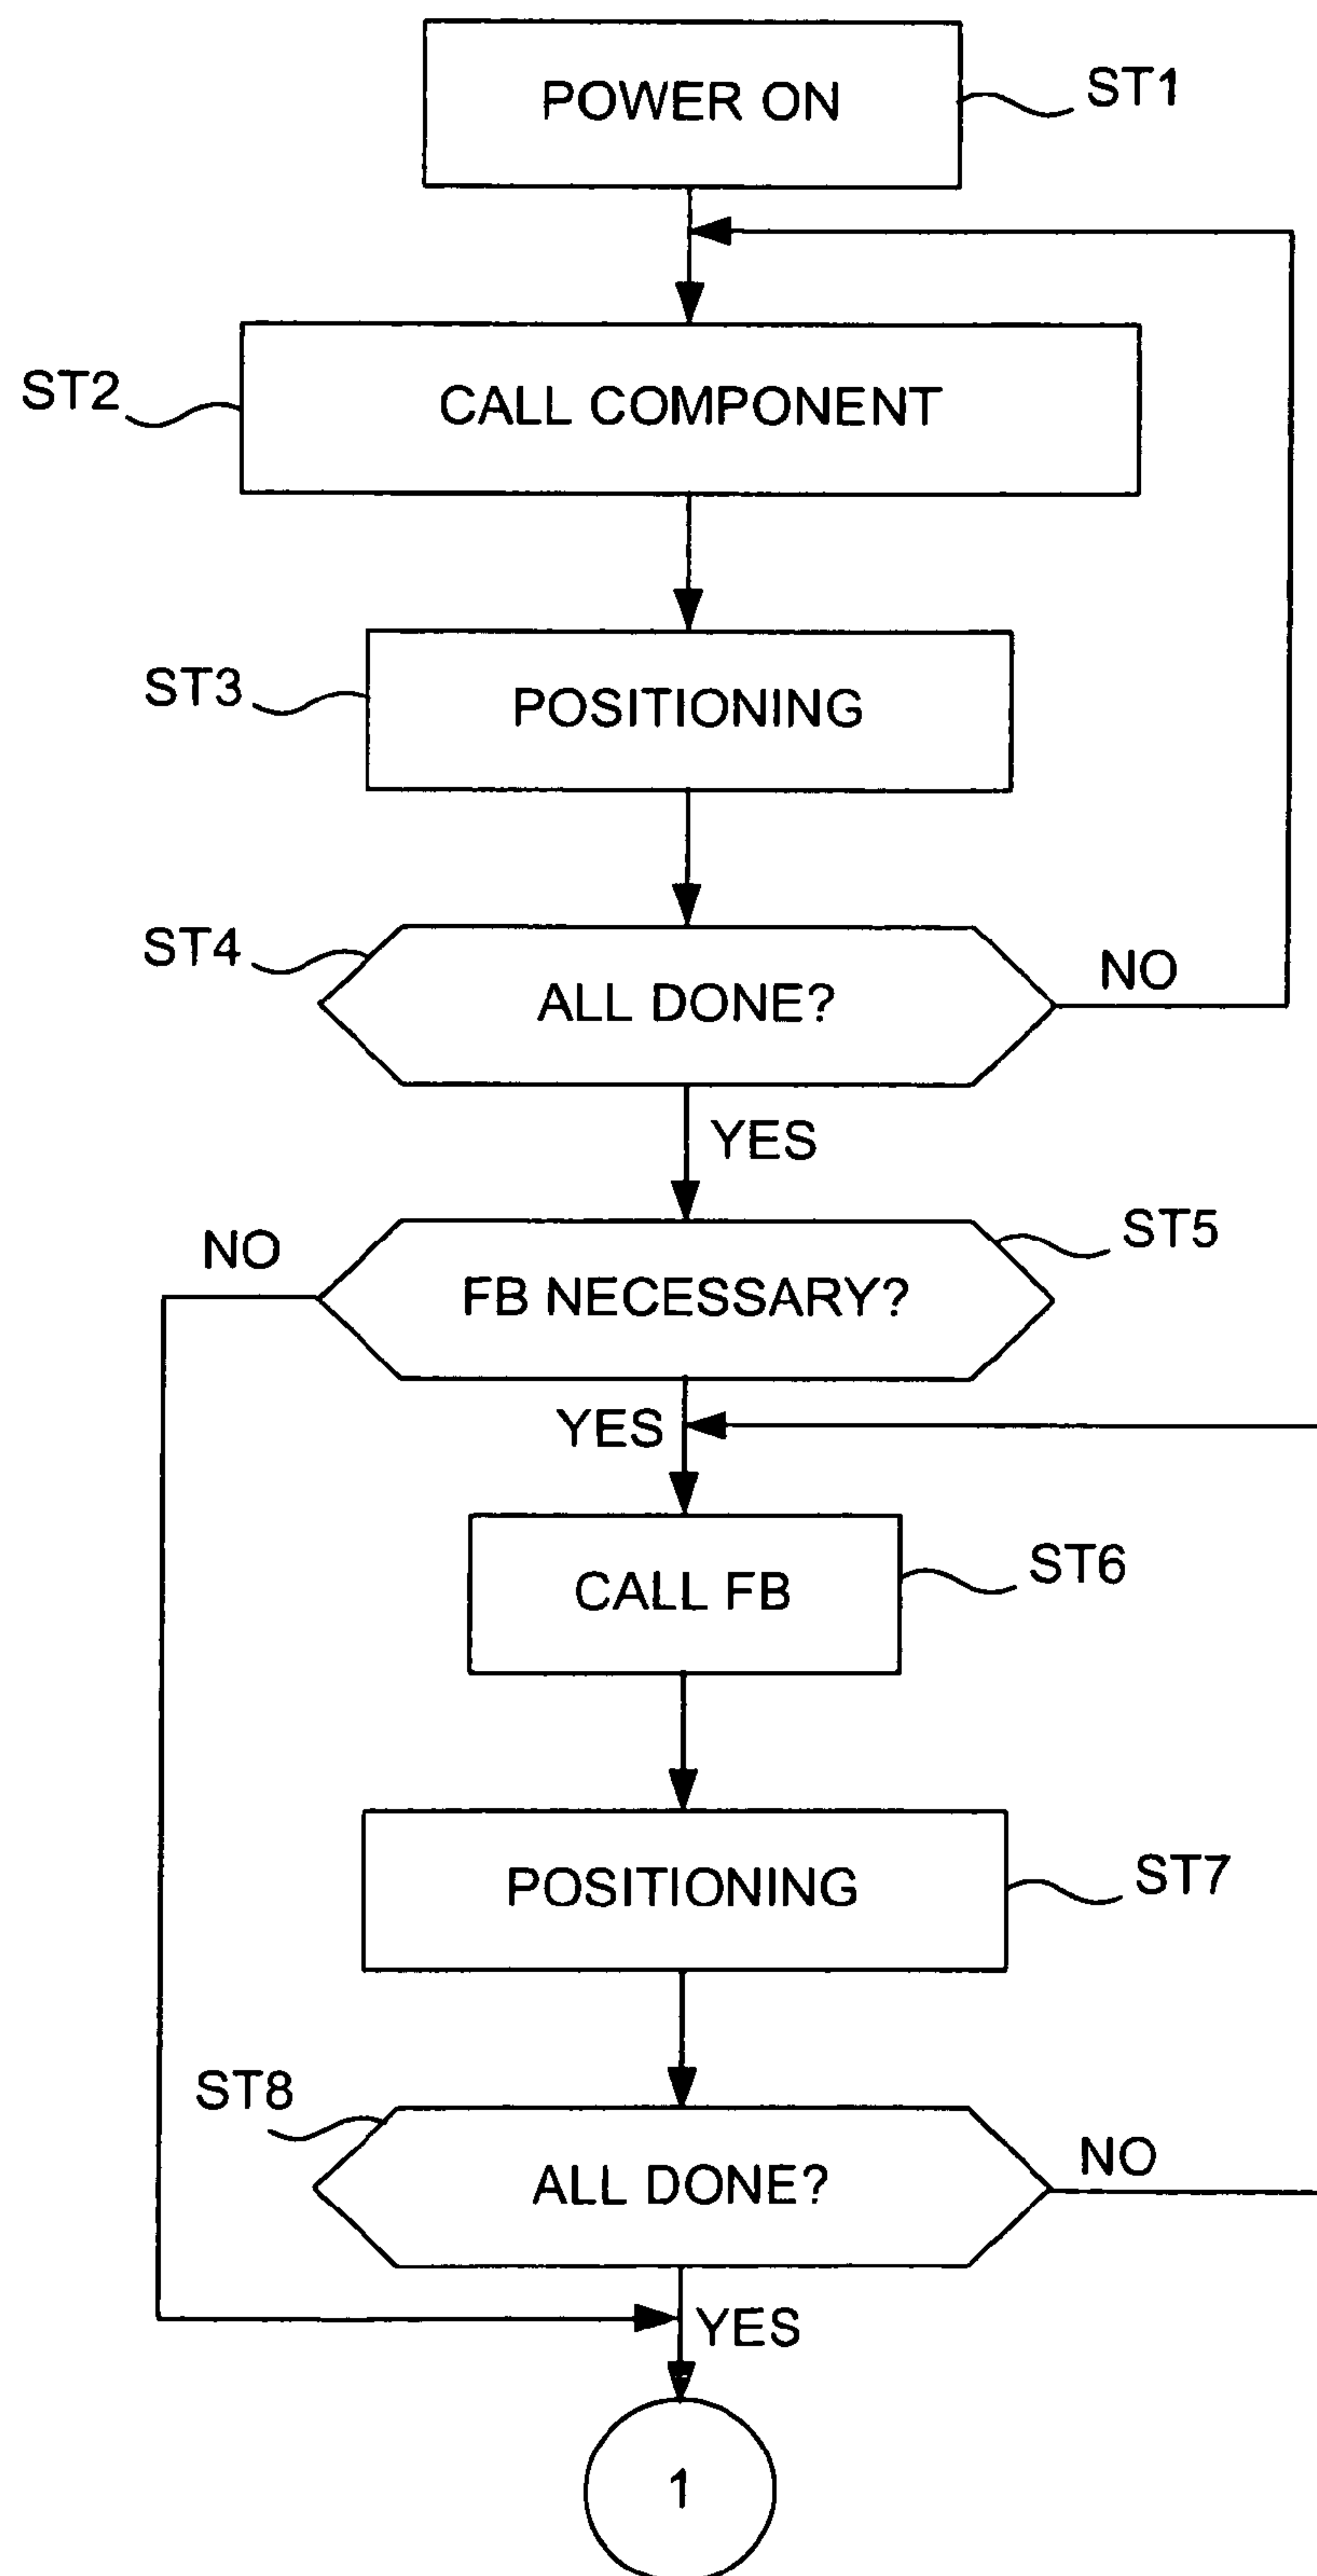 POWER ON
ST1
ST2
CALL COMPONENT
ST3
POSITIONING
ST4
ALL DONE?
NO
YES
NO
FB NECESSARY?
ST5
YES
CALL FB
ST6
POSITIONING
ST7
ST8
ALL DONE?
NO
YES
1